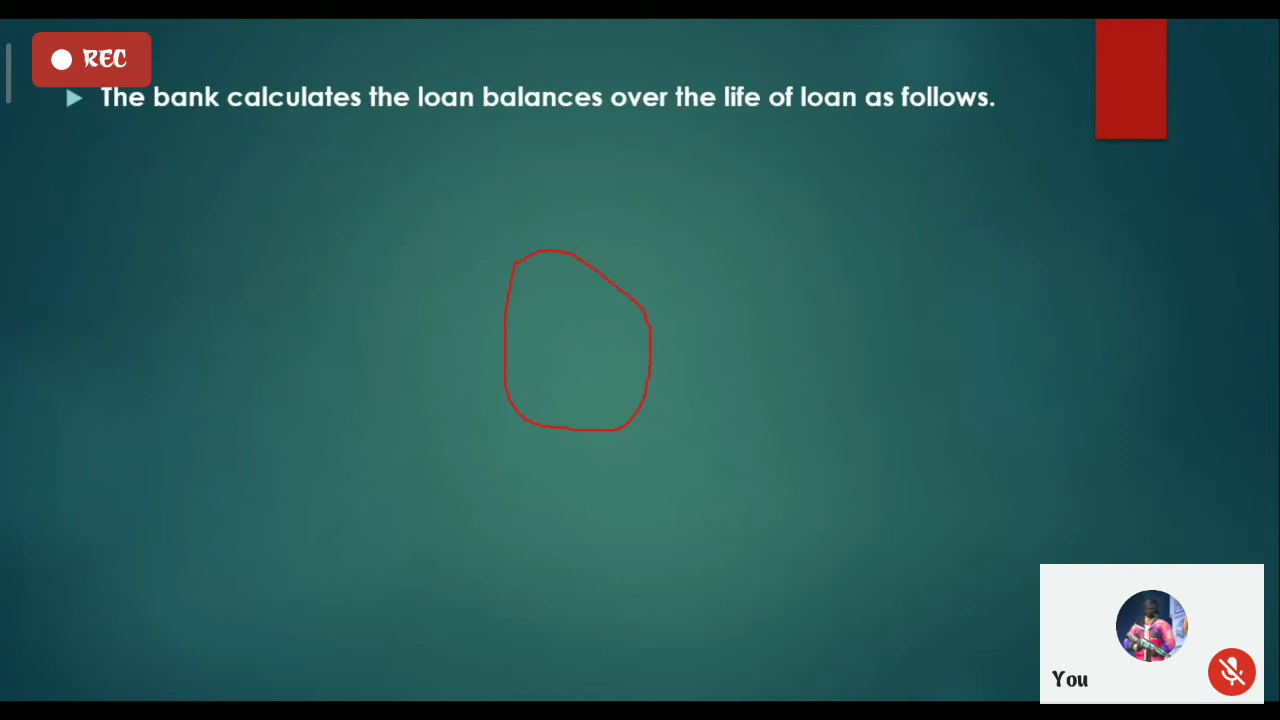 REC
The bank calculates the loan balances over the life of loan as follows.
You